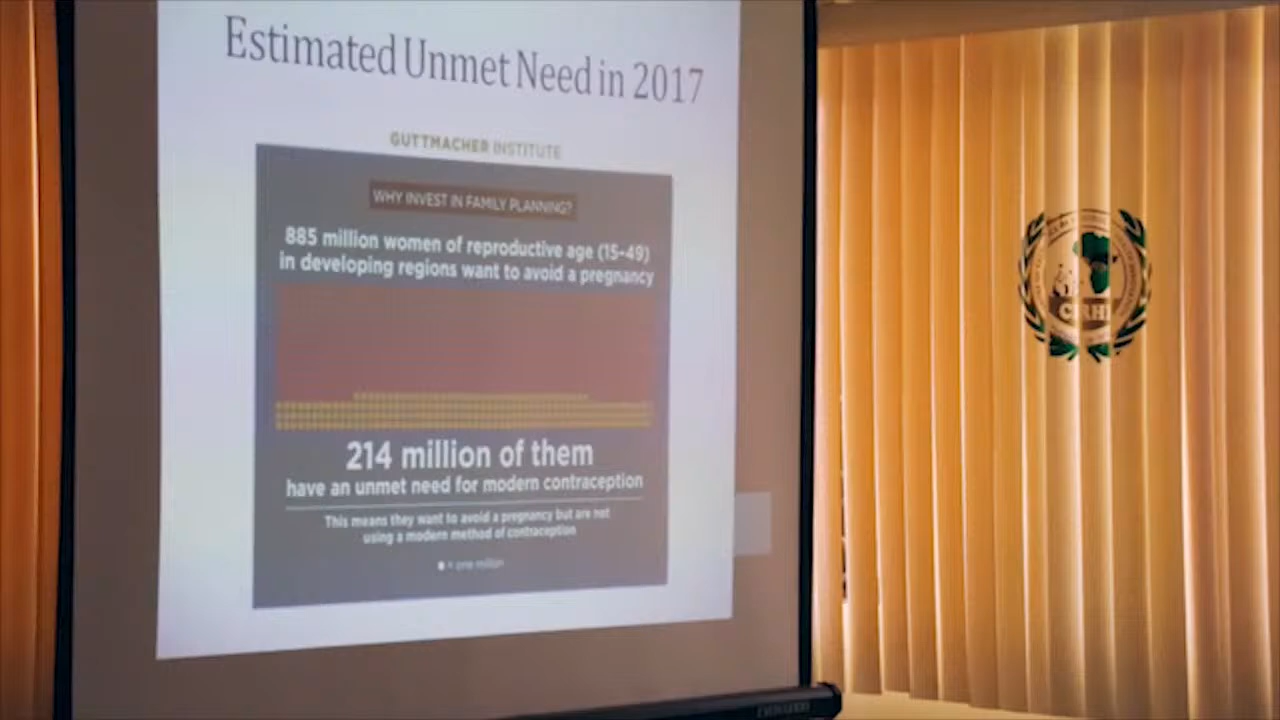 Estimated Unmet Need in 2017
GUTTMACHER INSTITUTE
WHY INVEST IN FAMILY PLANNING?
885 million women of reproductive age (15-49)
in developing regions want to avoid a pregnancy
214 million of them
have an unmet need for modern contraception
This means they want to avoid a pregnancy but are not
using a modern method of contraception
= one million